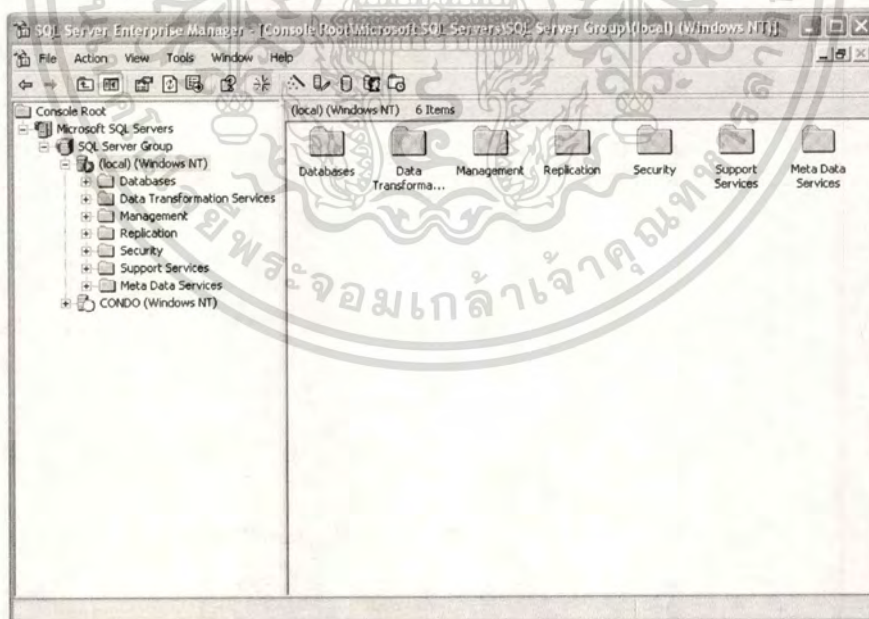 SQL Server Enterprise Manager - [Console Root\Microsoft SQL Servers\SQL Server Group\(local) (Windows NT)]
File Action View Tools Window Help
Console Root
Microsoft SQL Servers
SQL Server Group
(local) (Windows NT)
Databases
Data Transformation Services
Management
Replication
Security
Support Services
Meta Data Services
CONDO (Windows NT)
(local) (Windows NT) 6 Items
Databases
Data Transforma...
Management
Replication
Security
Support Services
Meta Data Services
พระจอมเกล้าเจ้าคุณทหาร